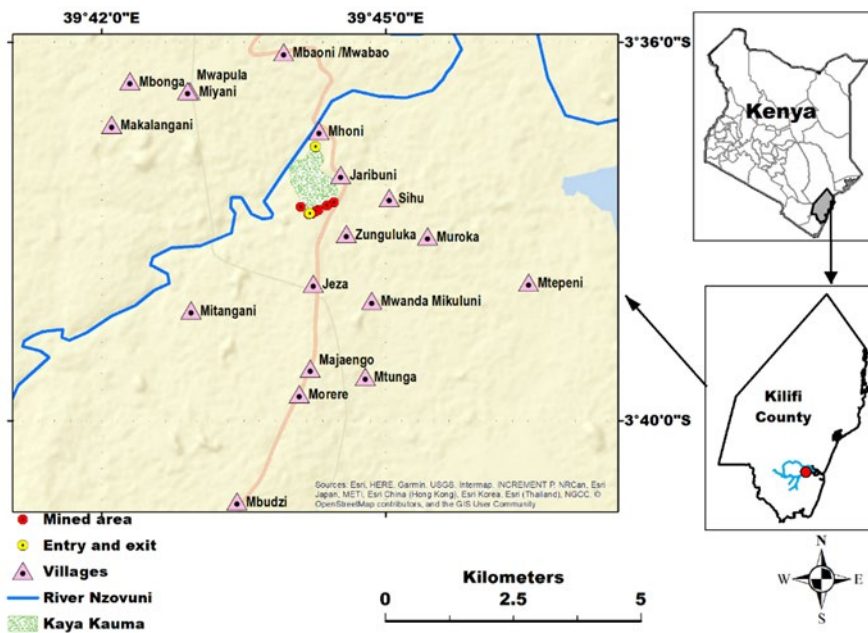 39°42'0"E
39°45'0"E
3°36'0"S
Mbaoni /Mwabao
Mbonga
Mwapula
Miyani
Makalangani
Mhoni
Jaribuni
Sihu
Zunguluka
Muroka
Jeza
Mtepeni
Mitangani
Mwanda Mikuluni
Majaengo
Mtunga
Morere
Mbudzi
3°40'0"S
Sources: Esri, HERE, Garmin, USGS, Intermap, INCREMENT P, NRCan, Esri
Japan, METI, Esri China (Hong Kong), Esri Korea, Esri (Thailand), NGCC, ©
OpenStreetMap contributors, and the GIS User Community
Kenya
Kilifi
County
Mined area
Entry and exit
Villages
River Nzovuni
Kaya Kauma
Kilometers
0 2.5 5
N
W E
S